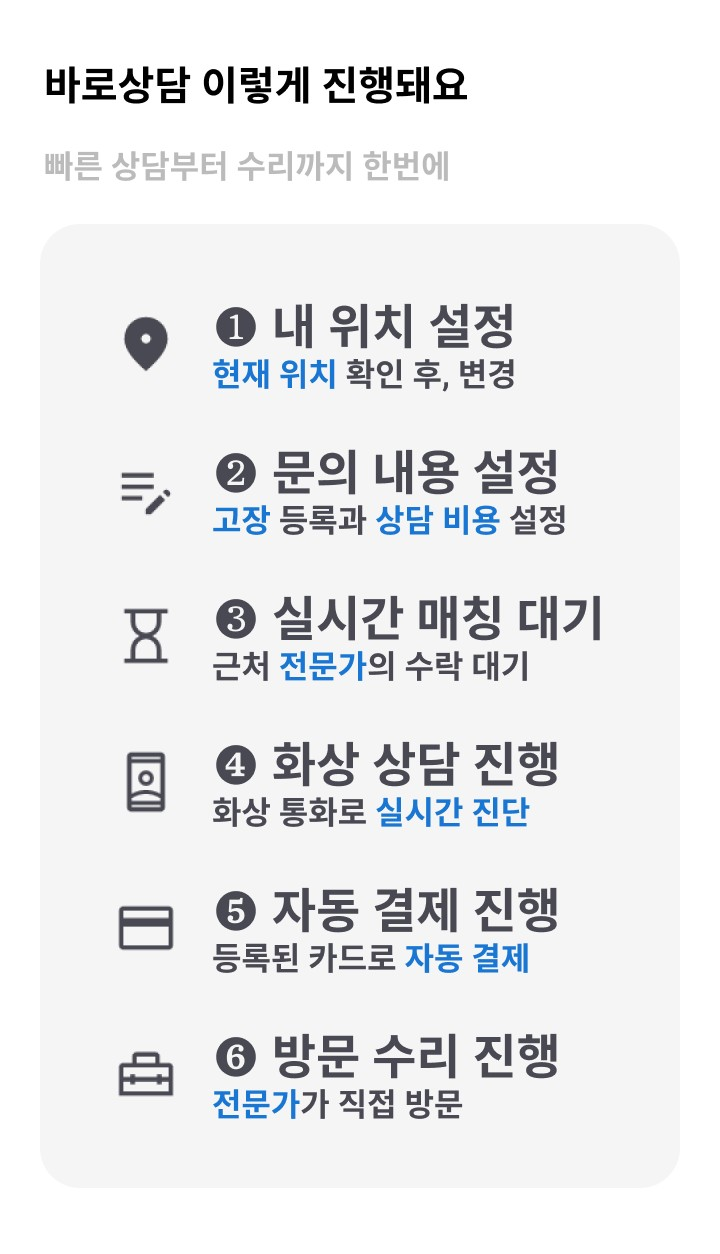 바로상담 이렇게 진행돼요
빠른 상담부터 수리까지 한번에
❶ 내 위치 설정
현재 위치 확인 후, 변경
❷ 문의 내용 설정
고장 등록과 상담 비용 설정
❸ 실시간 매칭 대기
근처 전문가의 수락 대기
❹ 화상 상담 진행
화상 통화로 실시간 진단
❺ 자동 결제 진행
등록된 카드로 자동 결제
❻ 방문 수리 진행
전문가가 직접 방문